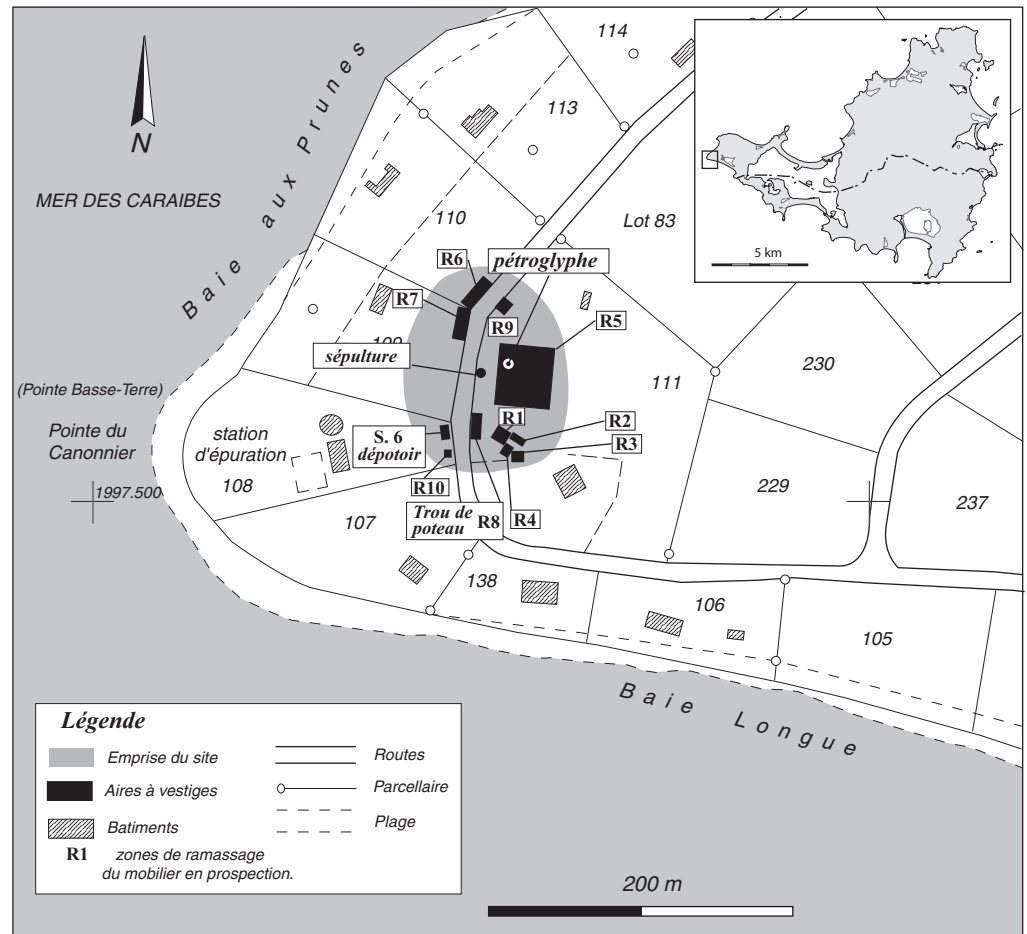 114
113
N
MER DES CARAIBES
Baie aux Prunes
5 km
110
Lot 83
R6
pétroglyphe
R7
R9
R5
109
sépulture
230
111
(Pointe Basse-Terre)
Pointe du
Canonnier
R1
R2
R3
S. 6
dépotoir
station
d'épuration
108
R10
1997.500
229
237
107
Trou de
poteau
R8
R4
138
106
105
Baie Longue
Légende
Emprise du site
Routes
Aires à vestiges
Parcellaire
Batiments
Plage
R1 zones de ramassage
du mobilier en prospection.
200 m